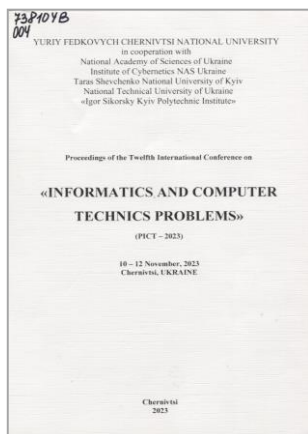 738104B
004
YURIY FEDKOVYCH CHERNIVTSI NATIONAL UNIVERSITY
in cooperation with
National Academy of Sciences of Ukraine
Institute of Cybernetics NAS Ukraine
Taras Shevchenko National University of Kyiv
National Technical University of Ukraine
«Igor Sikorsky Kyiv Polytechnic Institute»
Proceedings of the Twelfth International Conference on
«INFORMATICS AND COMPUTER
TECHNICS PROBLEMS»
(PICT – 2023)
10 – 12 November, 2023
Chernivtsi, UKRAINE
Chernivtsi
2023